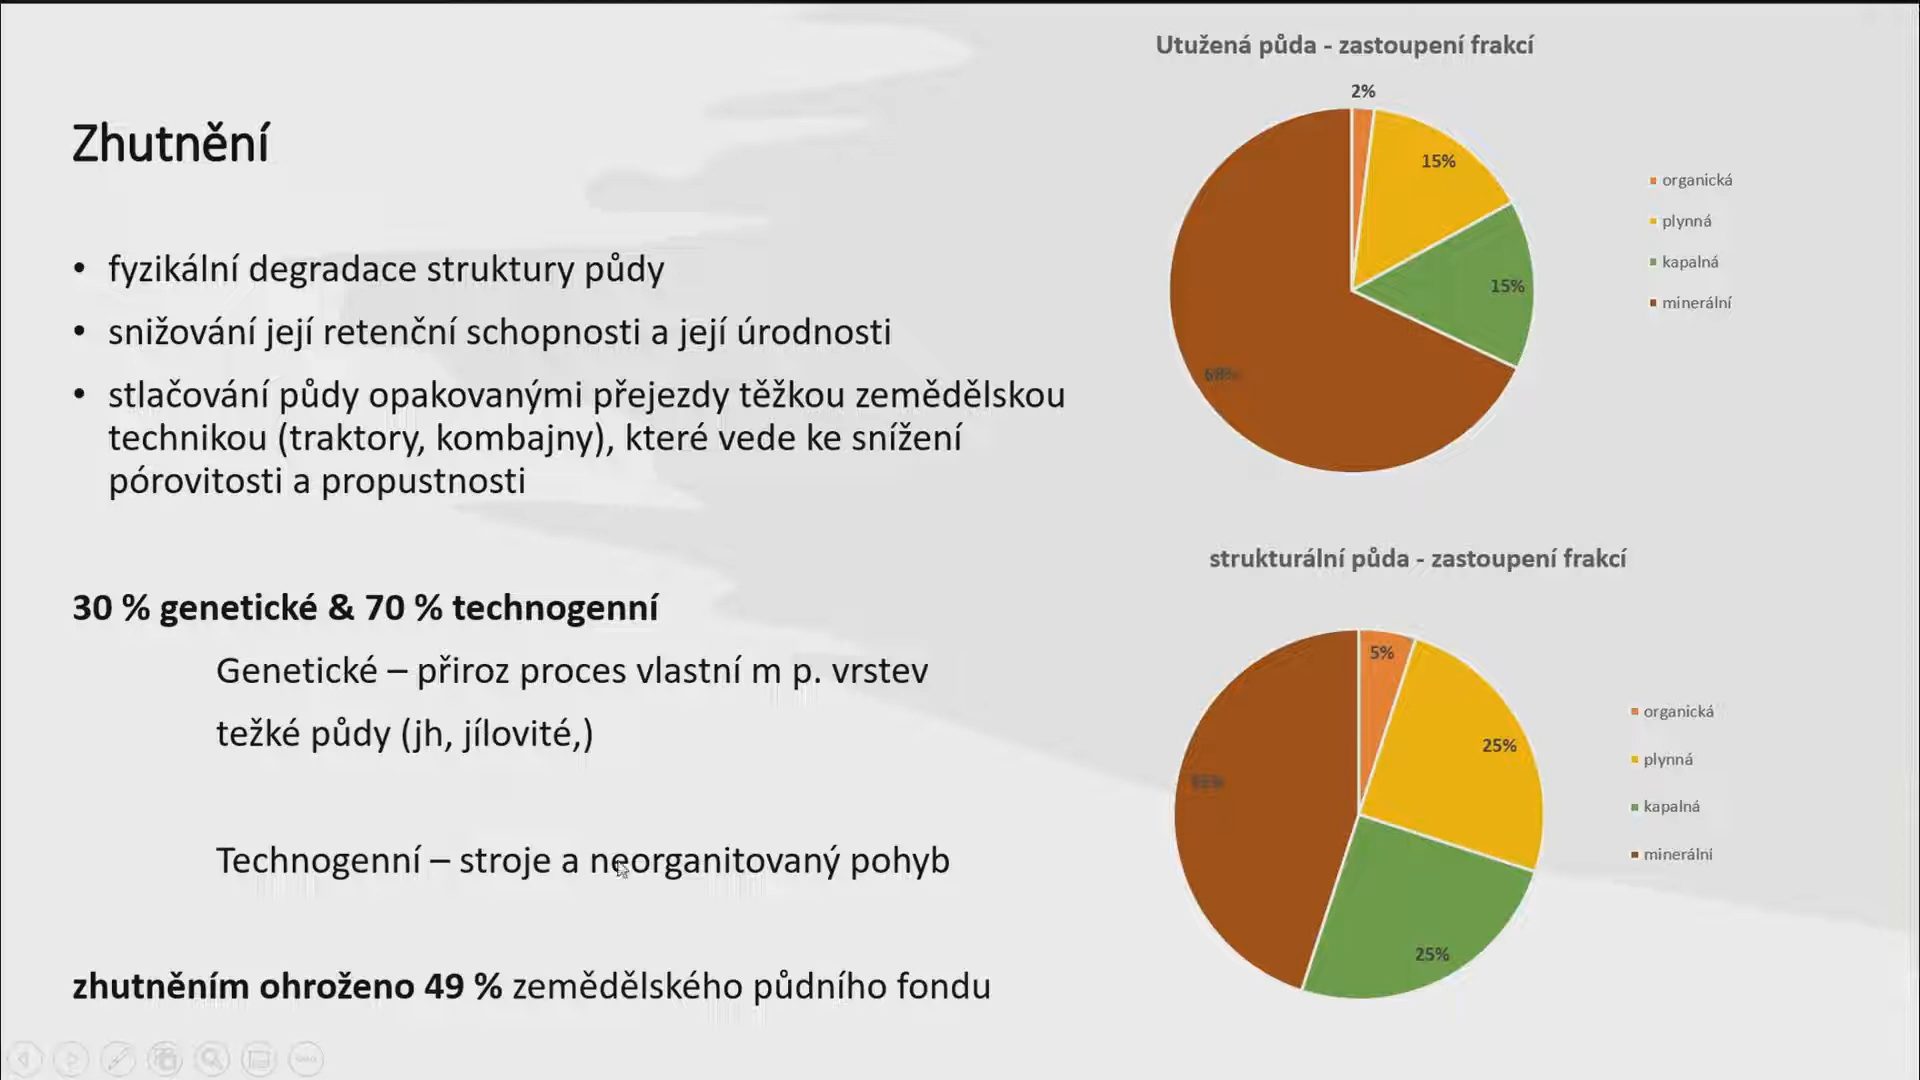 Zhutnění
• fyzikální degradace struktury půdy
• snižování její retenční schopnosti a její úrodnosti
• stlačování půdy opakovanými přejezdy těžkou zemědělskou
technikou (traktory, kombajny), které vede ke snížení
pórovitosti a propustnosti
30 % genetické & 70 % technogenní
Genetické – přiroz proces vlastní m p. vrstev
težké půdy (jh, jílovité,)
Technogenní – stroje a neorganitovaný pohyb
zhutněním ohroženo 49 % zemědělského půdního fondu
Utužená půda - zastoupení frakcí
2%
15%
15%
68%
organická
plynná
kapalná
minerální
strukturální půda - zastoupení frakcí
5%
25%
25%
organická
plynná
kapalná
minerální